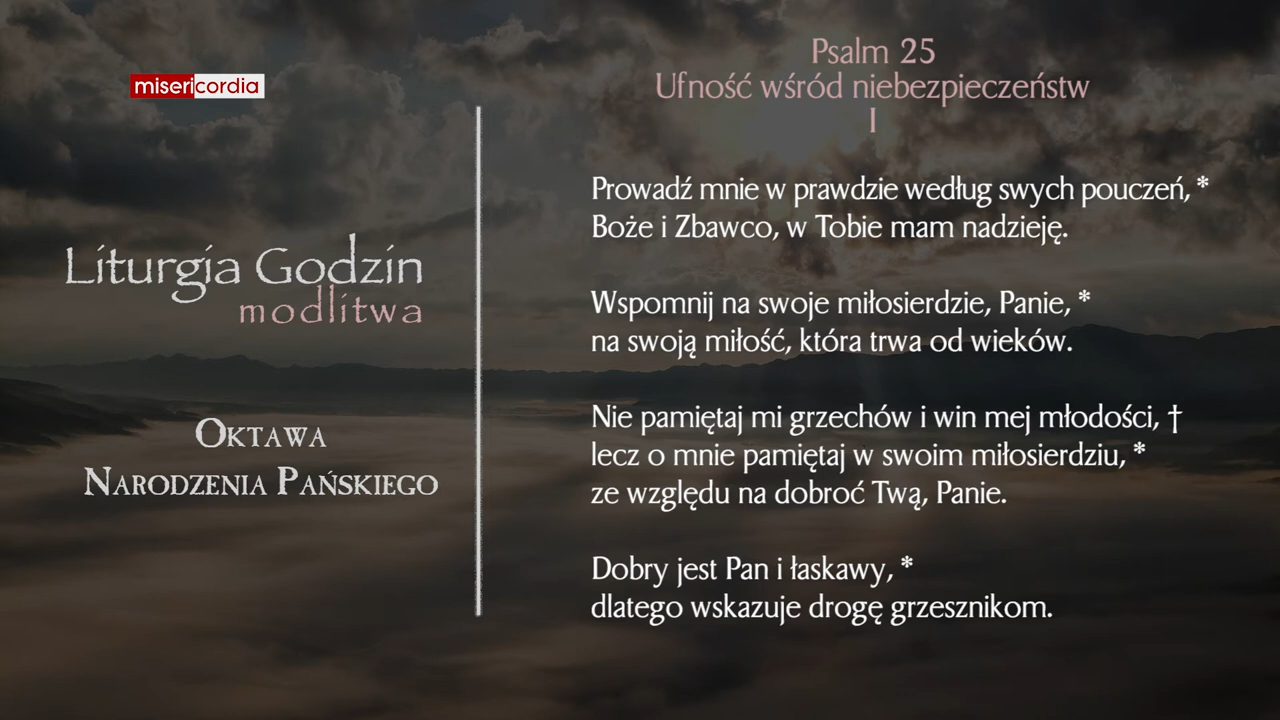 misericordia
Liturgia Godzin
modlitwa
Oktawa
Narodzenia Pańskiego
Psalm 25
Ufność wśród niebezpieczeństw
I
Prowadź mnie w prawdzie według swych pouczeń, *
Boże i Zbawco, w Tobie mam nadzieję.
Wspomnij na swoje miłosierdzie, Panie, *
na swoją miłość, która trwa od wieków.
Nie pamiętaj mi grzechów i win mej młodości, †
lecz o mnie pamiętaj w swoim miłosierdziu, *
ze względu na dobroć Twą, Panie.
Dobry jest Pan i łaskawy, *
dlatego wskazuje drogę grzesznikom.